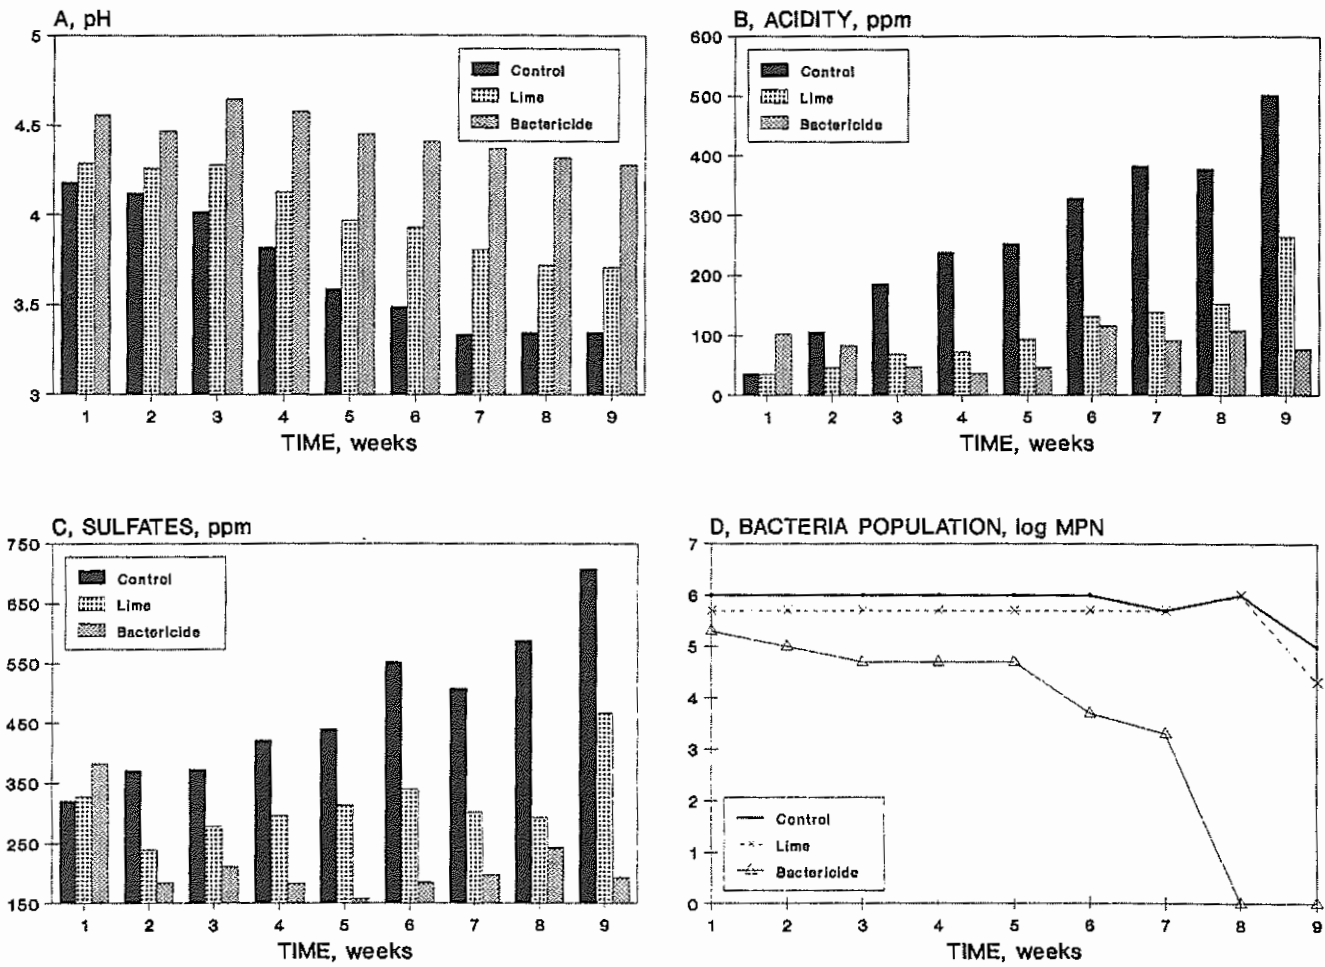 A, pH
5
4.5
4
3.5
3
Control
Lime
Bactericide
1 2 3 4 5 6 7 8 9
TIME, weeks
B, ACIDITY, ppm
600
500
400
300
200
100
0
Control
Lime
Bactericide
1 2 3 4 5 6 7 8 9
TIME, weeks
C, SULFATES, ppm
750
650
550
450
350
250
150
Control
Lime
Bactericide
1 2 3 4 5 6 7 8 9
TIME, weeks
D, BACTERIA POPULATION, log MPN
7
6
5
4
3
2
1
0
Control
Lime
Bactericide
1 2 3 4 5 6 7 8 9
TIME, weeks